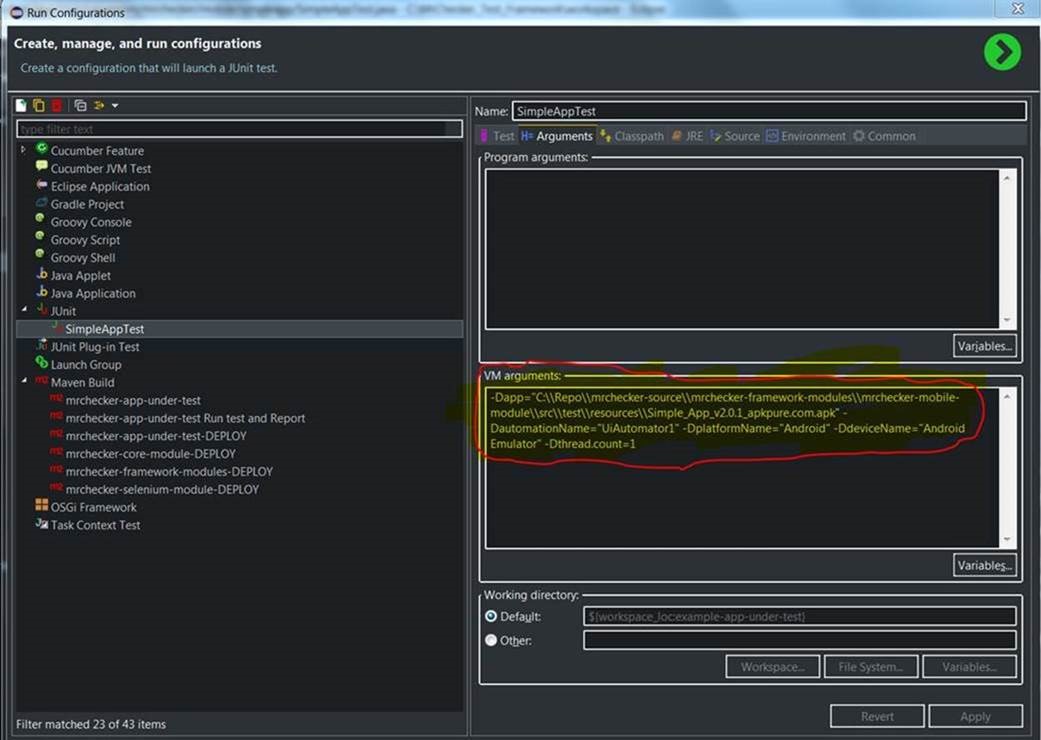 Run Configurations
Create, manage, and run configurations
Create a configuration that will launch a JUnit test.
type filter text
Cucumber Feature
Cucumber JVM Test
Eclipse Application
Gradle Project
Groovy Console
Groovy Script
Groovy Shell
Java Applet
Java Application
JUnit
SimpleAppTest
JUnit Plug-in Test
Launch Group
Maven Build
mrchecker-app-under-test
mrchecker-app-under-test Run test and Report
mrchecker-app-under-test-DEPLOY
mrchecker-core-module-DEPLOY
mrchecker-framework-modules-DEPLOY
mrchecker-selenium-module-DEPLOY
OSGi Framework
Task Context Test
Filter matched 23 of 43 items
Name: SimpleAppTest
Test Arguments Classpath JRE Source Environment Common
Program arguments:
Variables...
VM arguments:
-Dapp="C:\\Repo\\mrchecker-source\\mrchecker-framework-modules\\mrchecker-mobile-
module\\src\\test\\resources\\Simple_App_v2.0.1_apkpure.com.apk" -
DautomationName="UiAutomator1" -DplatformName="Android" -DdeviceName="Android
Emulator" -Dthread.count=1
Variables...
Working directory:
Default: ${workspace_loc:example-app-under-test}
Other:
Workspace... File System... Variables...
Revert Apply